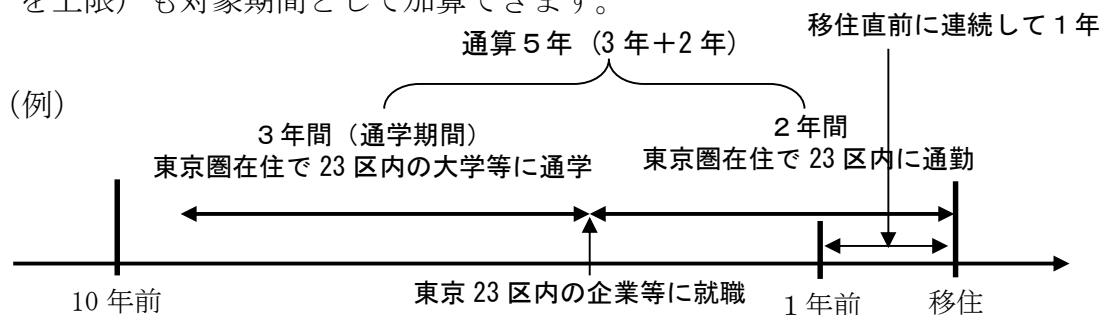 を上限）も対象期間として加算できます。
移住直前に連続して１年
通算５年（3 年＋2 年）
（例）
３年間（通学期間）
東京圏在住で 23 区内の大学等に通学
２年間
東京圏在住で 23 区内に通勤
東京 23 区内の企業等に就職
10 年前
１年前
移住